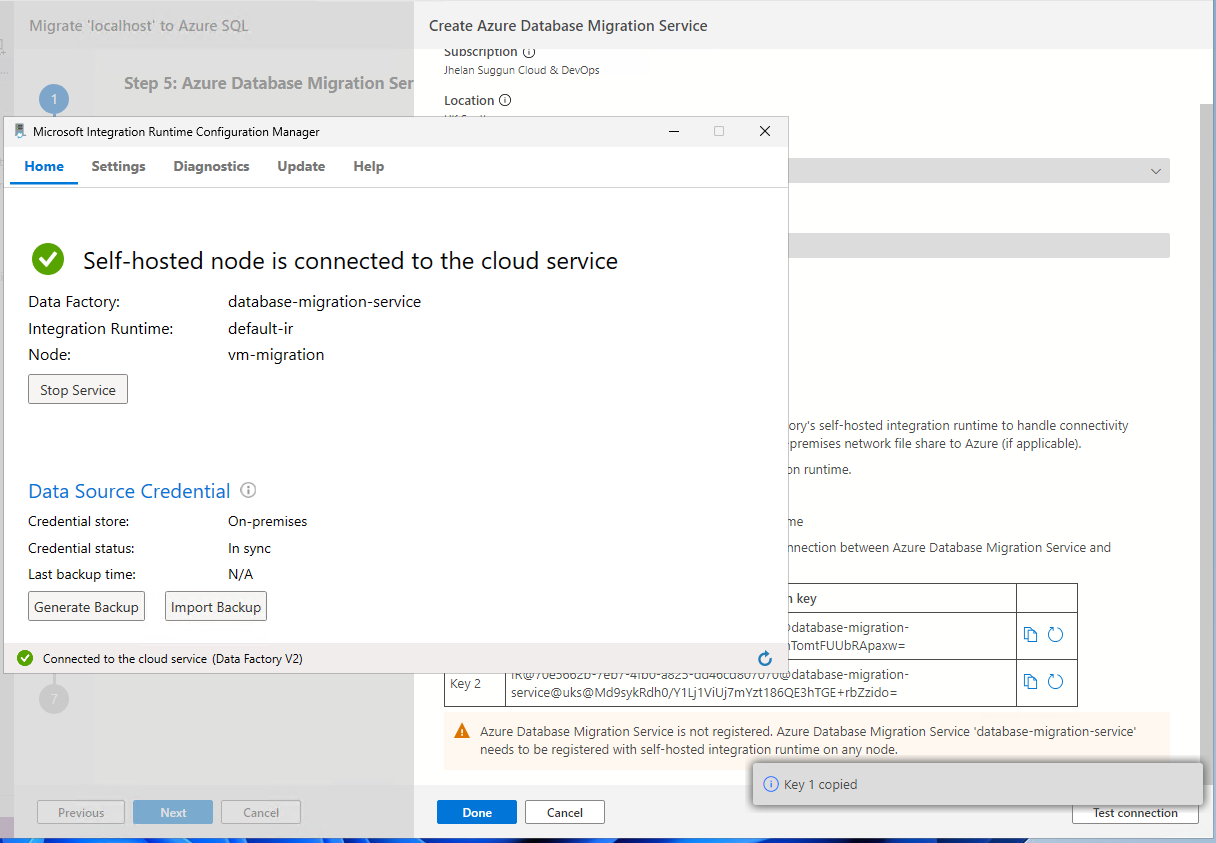 Migrate 'localhost' to Azure SQL
Create Azure Database Migration Service
1
Step 5: Azure Database Migration Ser
Subscription
Jhelan Suggun Cloud & DevOps
Location
Microsoft Integration Runtime Configuration Manager
Home Settings Diagnostics Update Help
Self-hosted node is connected to the cloud service
Data Factory: database-migration-service
Integration Runtime: default-ir
Node: vm-migration
Stop Service
Data Source Credential
Credential store: On-premises
Credential status: In sync
Last backup time: N/A
Generate Backup Import Backup
Connected to the cloud service (Data Factory V2)
ory's self-hosted integration runtime to handle connectivity
premises network file share to Azure (if applicable).
on runtime.
me
nnection between Azure Database Migration Service and
key
@database-migration-
TomtFUUbRApaxw=
Key 2
service@uks@Md9sykRdh0/Y1Lj1ViUj7mYzt186QE3hTGE+rbZzido=
7
Azure Database Migration Service is not registered. Azure Database Migration Service 'database-migration-service'
needs to be registered with self-hosted integration runtime on any node.
Key 1 copied
Previous Next Cancel
Done Cancel
Test connection